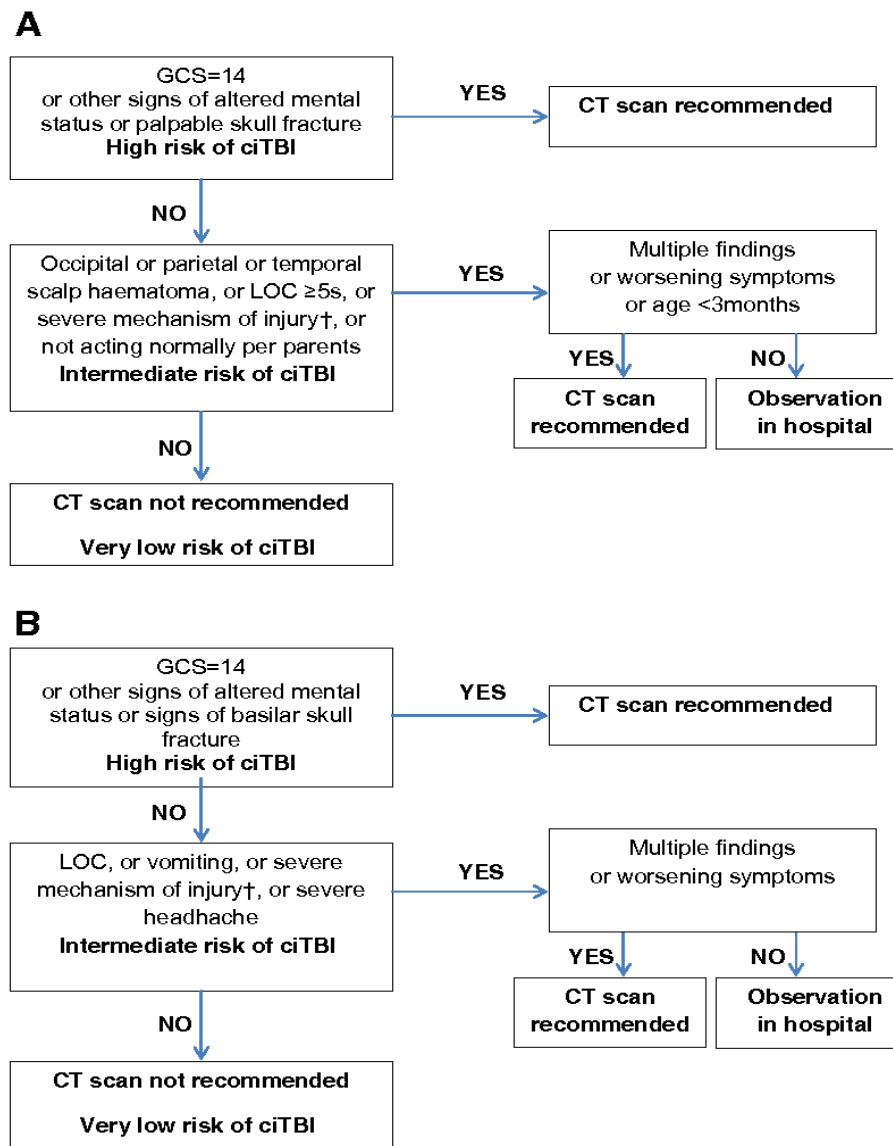 A
GCS=14
or other signs of altered mental
status or palpable skull fracture
High risk of ciTBI
YES
CT scan recommended
NO
Occipital or parietal or temporal
scalp haematoma, or LOC ≥5s, or
severe mechanism of injury†, or
not acting normally per parents
Intermediate risk of ciTBI
YES
Multiple findings
or worsening symptoms
or age <3months
YES
NO
CT scan
recommended
Observation
in hospital
NO
CT scan not recommended
Very low risk of ciTBI
B
GCS=14
or other signs of altered mental
status or signs of basilar skull
fracture
High risk of ciTBI
YES
CT scan recommended
NO
LOC, or vomiting, or severe
mechanism of injury†, or severe
headhache
Intermediate risk of ciTBI
YES
Multiple findings
or worsening symptoms
YES
NO
CT scan
recommended
Observation
in hospital
NO
CT scan not recommended
Very low risk of ciTBI